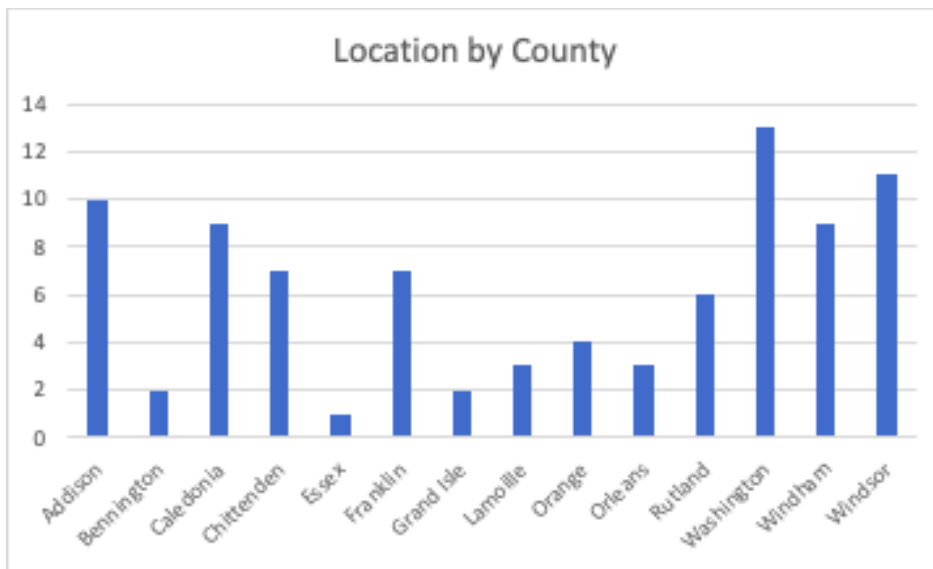 Location by County
14
12
10
8
6
4
2
0
Addison
Bennington
Caledonia
Chittenden
Essex
Franklin
Grand Isle
Lamoille
Orange
Orleans
Rutland
Washington
Windham
Windsor